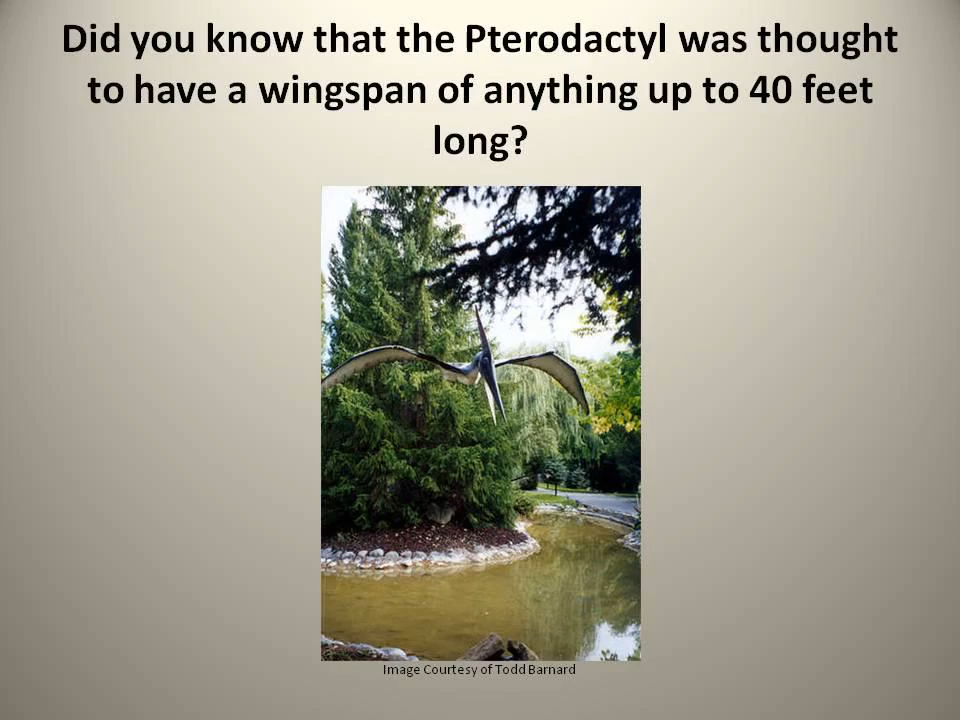 Did you know that the Pterodactyl was thought
to have a wingspan of anything up to 40 feet
long?
Image Courtesy of Todd Barnard